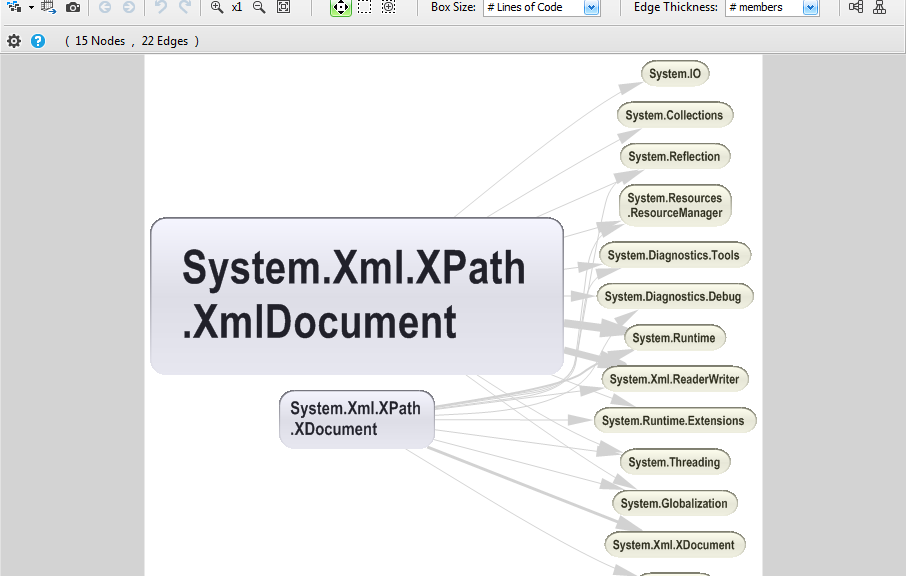 x1
Box Size: # Lines of Code
Edge Thickness: # members
( 15 Nodes , 22 Edges )
System.IO
System.Collections
System.Reflection
System.Resources
.ResourceManager
System.Diagnostics.Tools
System.Diagnostics.Debug
System.Runtime
System.Xml.ReaderWriter
System.Runtime.Extensions
System.Threading
System.Globalization
System.Xml.XDocument
System.Xml.XPath
.XmlDocument
System.Xml.XPath
.XDocument